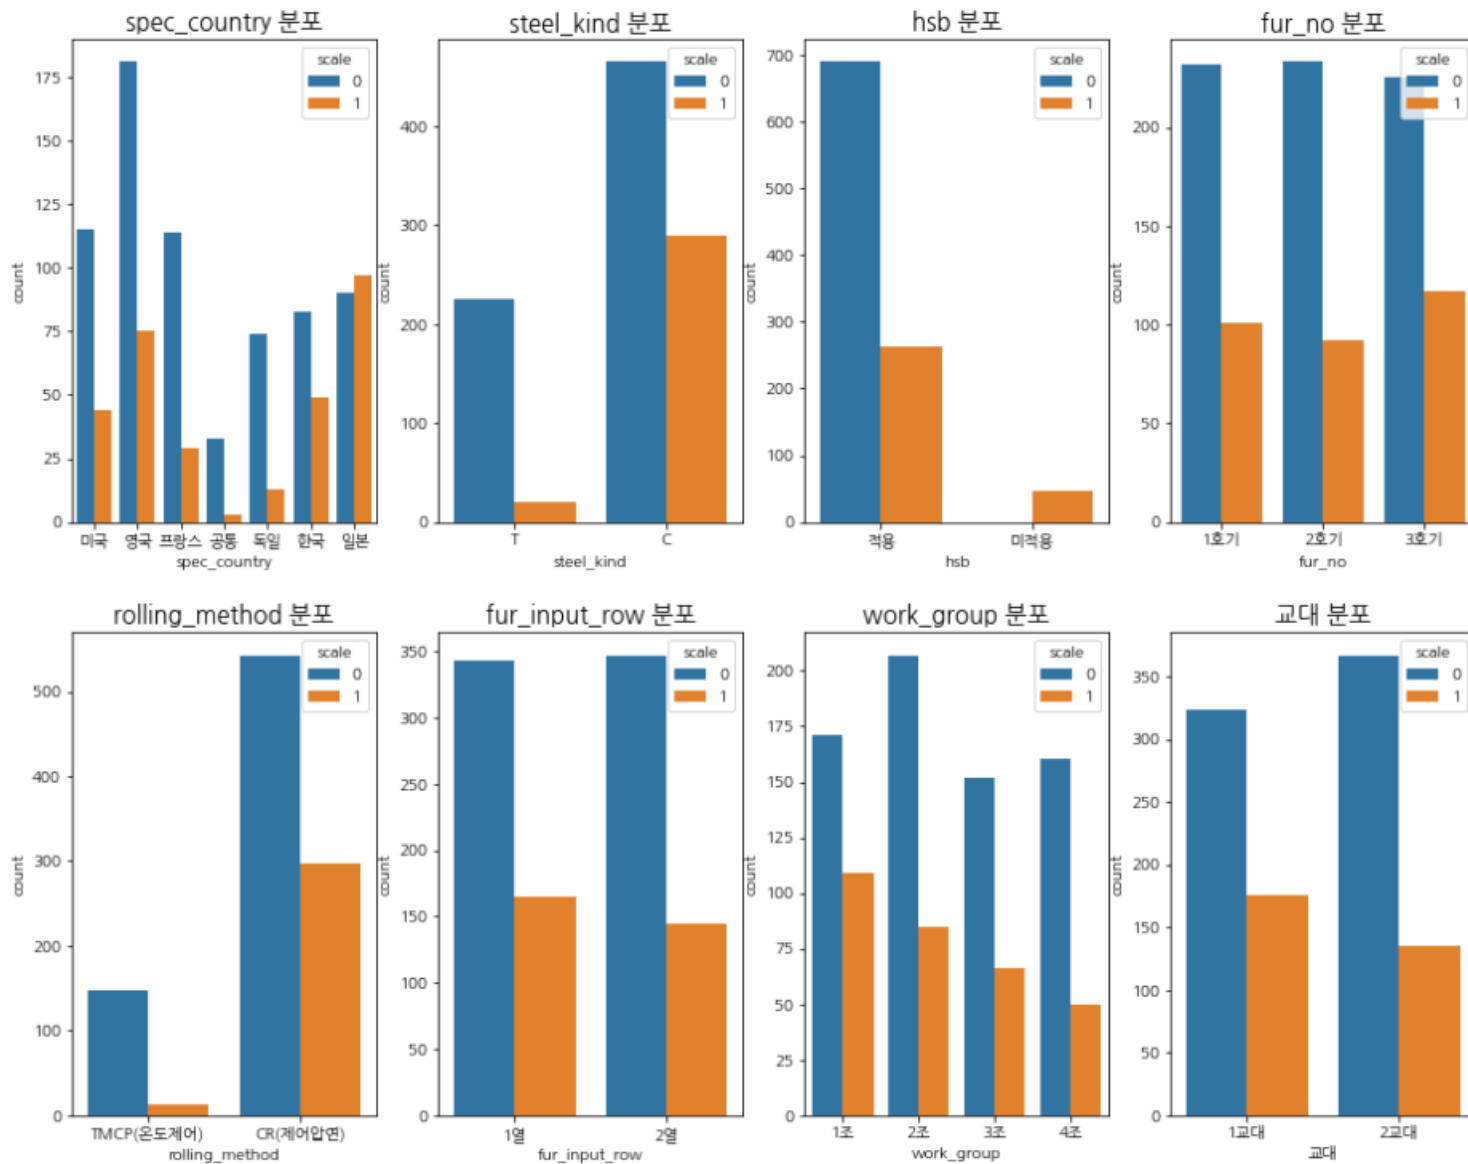 spec_country 분포
steel_kind 분포
hsb 분포
fur_no 분포
scale
0
1
175
150
125
100
75
50
25
0
count
미국 영국 프랑스 공통 독일 한국 일본
spec_country
scale
0
1
400
300
200
100
0
count
T C
steel_kind
scale
0
1
700
600
500
400
300
200
100
0
count
적용 미적용
hsb
scale
0
1
200
150
100
50
0
count
1호기 2호기 3호기
fur_no
rolling_method 분포
fur_input_row 분포
work_group 분포
교대 분포
scale
0
1
500
400
300
200
100
0
count
TMCP(온도제어) CR(제어압연)
rolling_method
scale
0
1
350
300
250
200
150
100
50
0
count
1열 2열
fur_input_row
scale
0
1
200
175
150
125
100
75
50
25
0
count
1조 2조 3조 4조
work_group
scale
0
1
350
300
250
200
150
100
50
0
count
1교대 2교대
교대